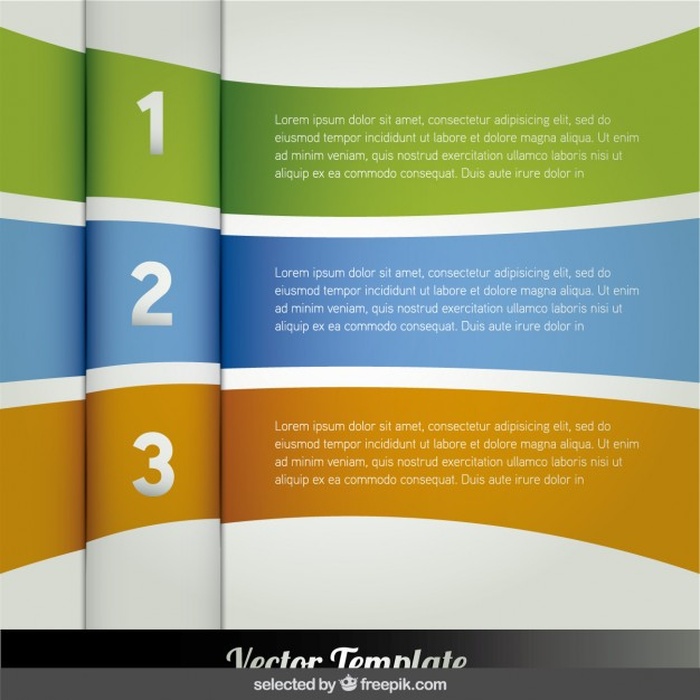 1
Lorem ipsum dolor sit amet, consectetur adipisicing elit, sed do
eiusmod tempor incididunt ut labore et dolore magna aliqua. Ut enim
ad minim veniam, quis nostrud exercitation ullamco laboris nisi ut
aliquip ex ea commodo consequat. Duis aute irure dolor in
2
Lorem ipsum dolor sit amet, consectetur adipisicing elit, sed do
eiusmod tempor incididunt ut labore et dolore magna aliqua. Ut enim
ad minim veniam, quis nostrud exercitation ullamco laboris nisi ut
aliquip ex ea commodo consequat. Duis aute irure dolor in
3
Lorem ipsum dolor sit amet, consectetur adipisicing elit, sed do
eiusmod tempor incididunt ut labore et dolore magna aliqua. Ut enim
ad minim veniam, quis nostrud exercitation ullamco laboris nisi ut
aliquip ex ea commodo consequat. Duis aute irure dolor in
Vector Template
selected by freepik.com